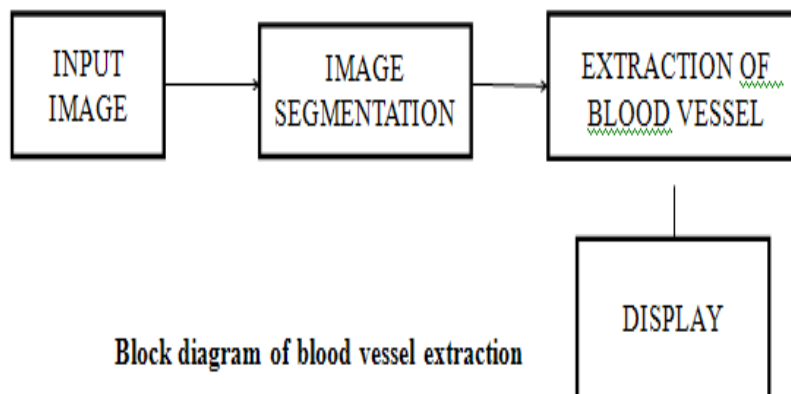 INPUT
IMAGE
IMAGE
SEGMENTATION
EXTRACTION OF
BLOOD VESSEL
DISPLAY
Block diagram of blood vessel extraction